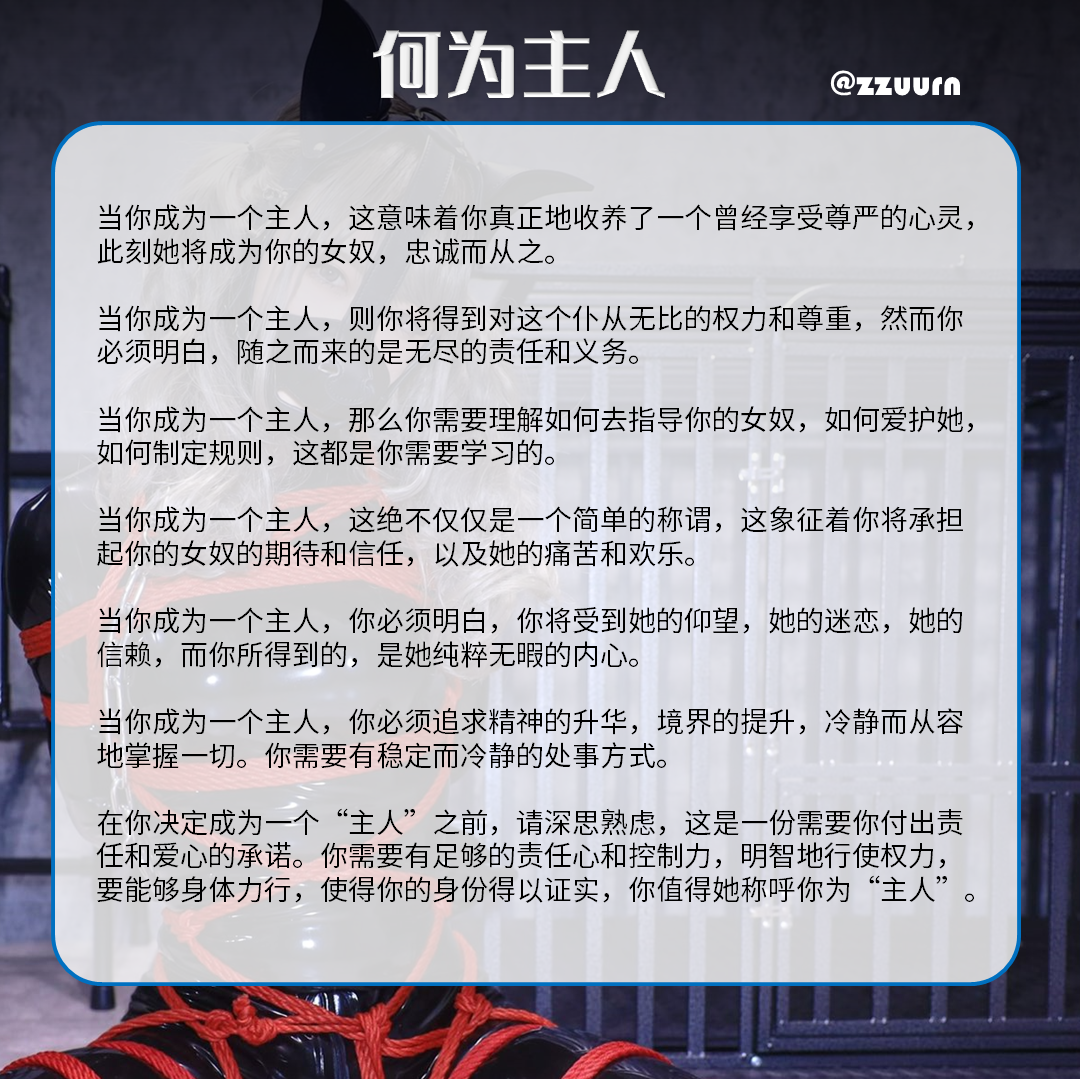 何为主人
@zzuurn
当你成为一个主人，这意味着你真正地收养了一个曾经享受尊严的心灵，
此刻她将成为你的女奴，忠诚而从之。
当你成为一个主人，则你将得到对这个仆从无比的权力和尊重，然而你
必须明白，随之而来的是无尽的责任和义务。
当你成为一个主人，那么你需要理解如何去指导你的女奴，如何爱护她，
如何制定规则，这都是你需要学习的。
当你成为一个主人，这绝不仅仅是一个简单的称谓，这象征着你将承担
起你的女奴的期待和信任，以及她的痛苦和欢乐。
当你成为一个主人，你必须明白，你将受到她的仰望，她的迷恋，她的
信赖，而你所得到的，是她纯粹无暇的内心。
当你成为一个主人，你必须追求精神的升华，境界的提升，冷静而从容
地掌握一切。你需要有稳定而冷静的处事方式。
在你决定成为一个“主人”之前，请深思熟虑，这是一份需要你付出责
任和爱心的承诺。你需要有足够的责任心和控制力，明智地行使权力，
要能够身体力行，使得你的身份得以证实，你值得她称呼你为“主人”。